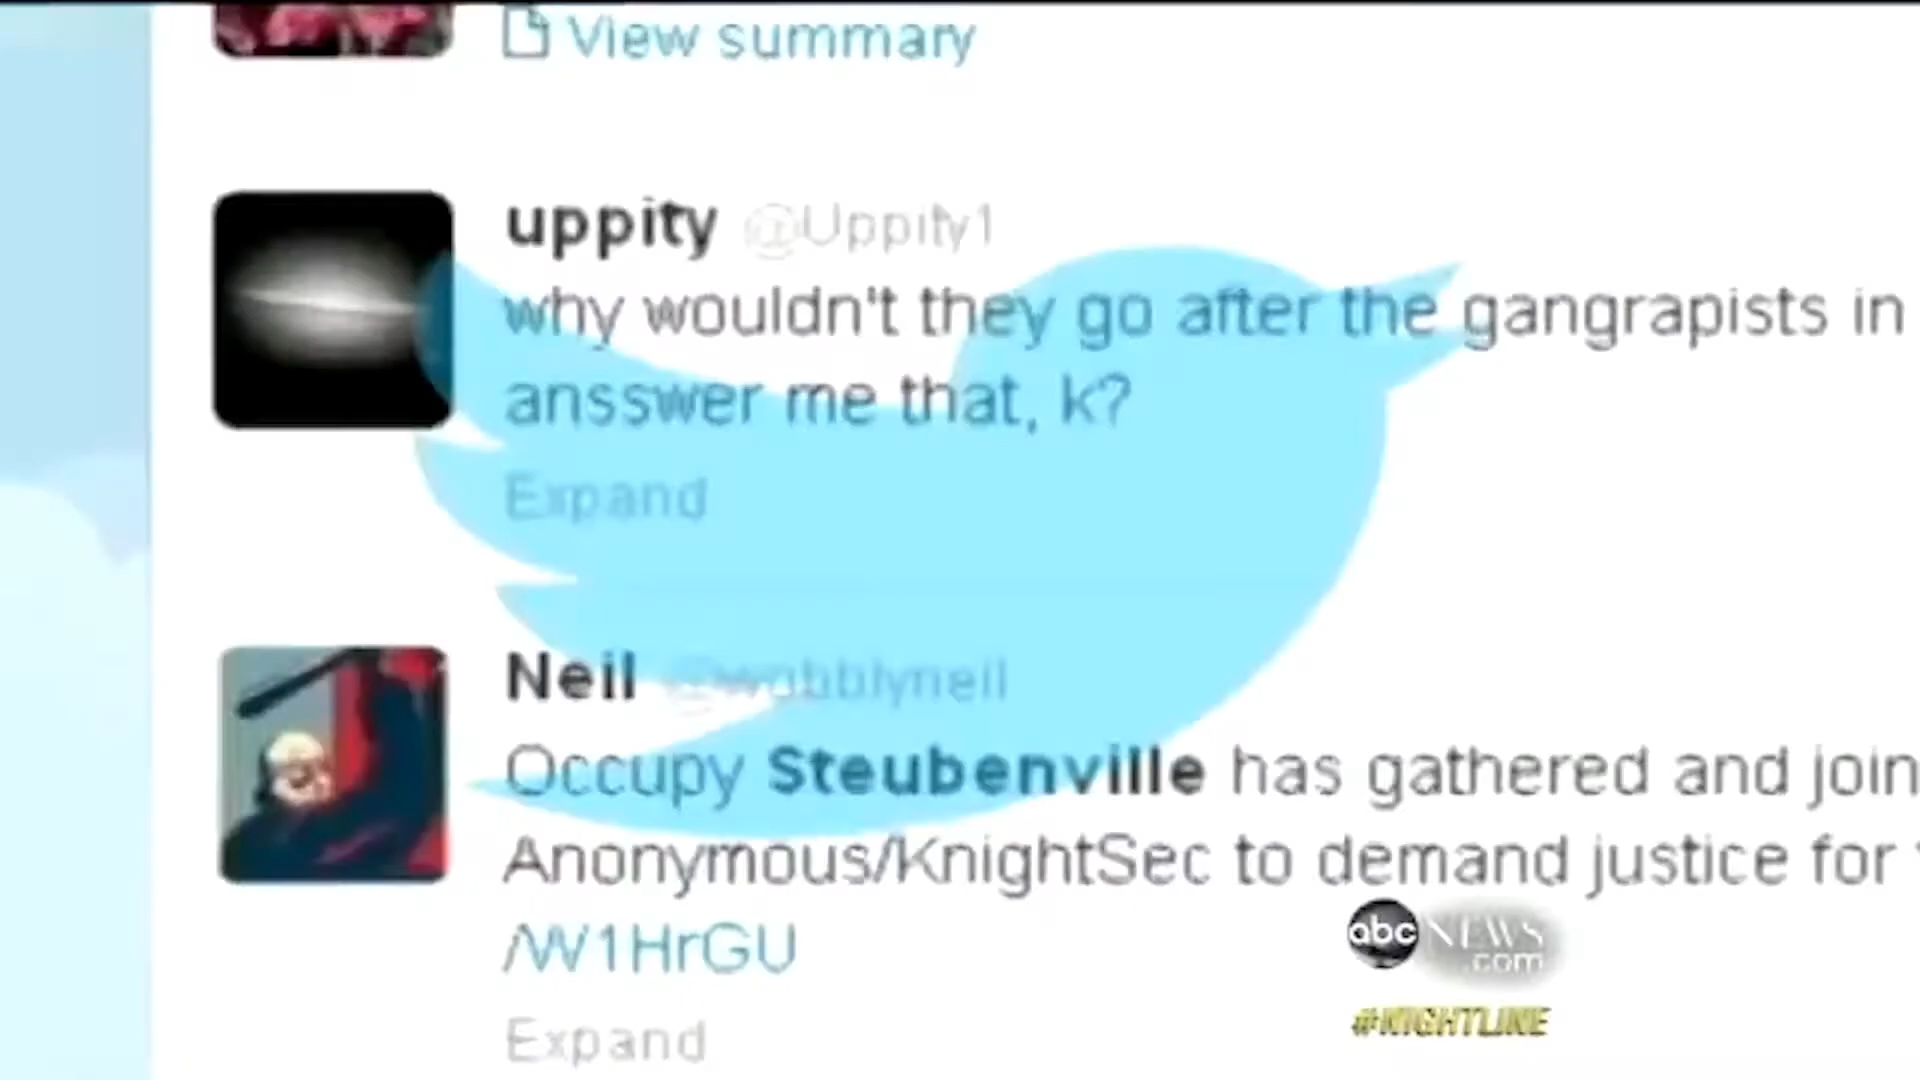 View summary
uppity @Uppity1
why wouldn't they go after the gangrapists in
ansswer me that, k?
Expand
Neil @wobblyneil
Occupy Steubenville has gathered and join
Anonymous/KnightSec to demand justice for
/W1HrGU
Expand
abc NEWS
.com
#NIGHTLINE